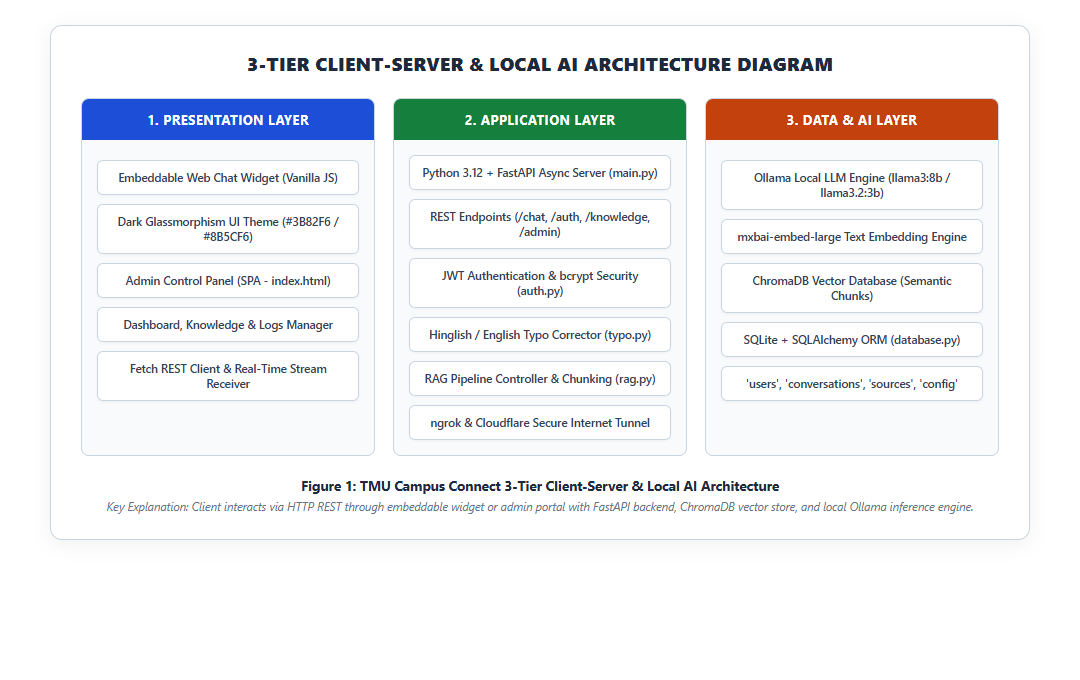 3-TIER CLIENT-SERVER & LOCAL AI ARCHITECTURE DIAGRAM
1. PRESENTATION LAYER
Embeddable Web Chat Widget (Vanilla JS)
Dark Glassmorphism UI Theme (#3B82F6 /
#8B5CF6)
Admin Control Panel (SPA - index.html)
Dashboard, Knowledge & Logs Manager
Fetch REST Client & Real-Time Stream
Receiver
2. APPLICATION LAYER
Python 3.12 + FastAPI Async Server (main.py)
REST Endpoints (/chat, /auth, /knowledge,
/admin)
JWT Authentication & bcrypt Security
(auth.py)
Hinglish / English Typo Corrector (typo.py)
RAG Pipeline Controller & Chunking (rag.py)
ngrok & Cloudflare Secure Internet Tunnel
3. DATA & AI LAYER
Ollama Local LLM Engine (llama3:8b /
llama3.2:3b)
mxbai-embed-large Text Embedding Engine
ChromaDB Vector Database (Semantic
Chunks)
SQLite + SQLAlchemy ORM (database.py)
'users', 'conversations', 'sources', 'config'
Figure 1: TMU Campus Connect 3-Tier Client-Server & Local AI Architecture
Key Explanation: Client interacts via HTTP REST through embeddable widget or admin portal with FastAPI backend, ChromaDB vector store, and local Ollama inference engine.